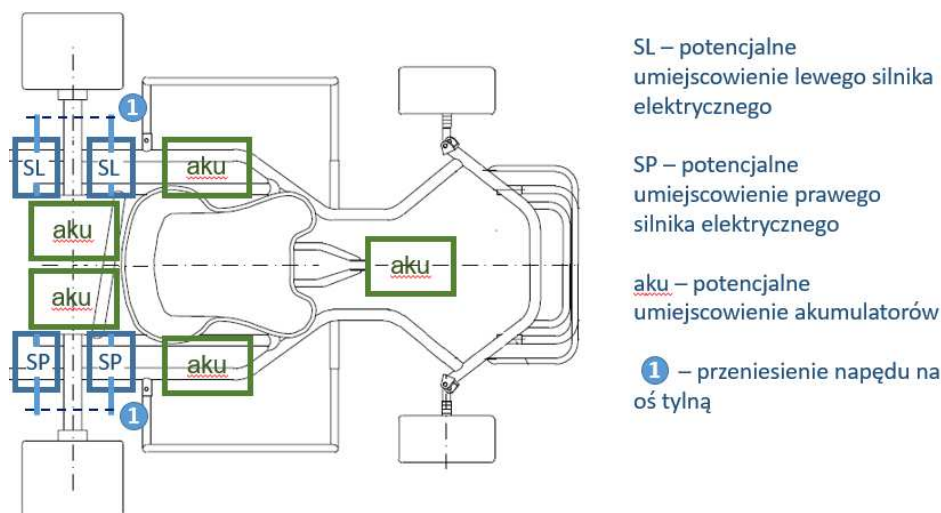 SL – potencjalne
umiejscowienie lewego silnika
elektrycznego
SP – potencjalne
umiejscowienie prawego
silnika elektrycznego
aku – potencjalne
umiejscowienie akumulatorów
1 – przeniesienie napędu na
oś tylną
1
SL SL aku
aku
aku
aku
SP SP aku
1